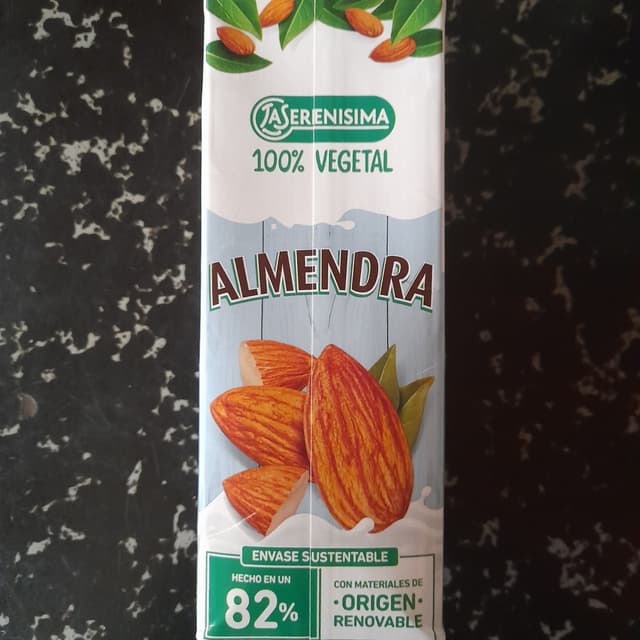 LASERENISIMA
100% VEGETAL
ALMENDRA
ENVASE SUSTENTABLE
HECHO EN UN
82%
CON MATERIALES DE
·ORIGEN·
RENOVABLE